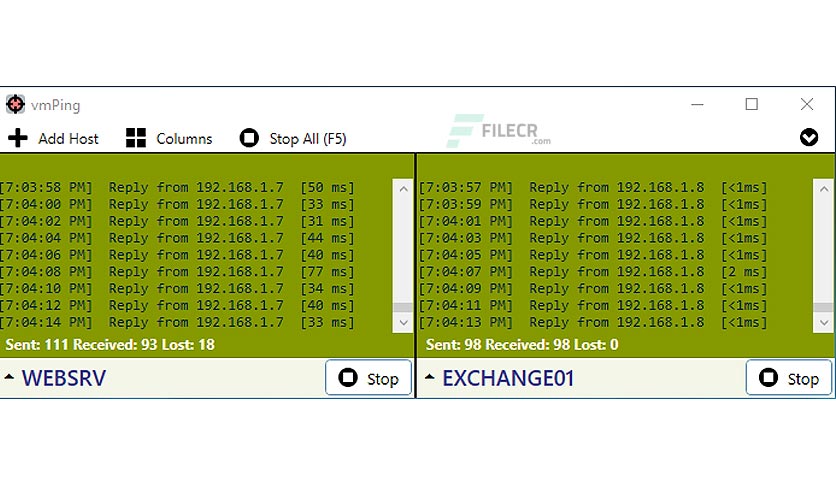 vmPing
Add Host Columns Stop All (F5)
FILECR
.com
[7:03:58 PM] Reply from 192.168.1.7 [50 ms]
[7:04:00 PM] Reply from 192.168.1.7 [33 ms]
[7:04:02 PM] Reply from 192.168.1.7 [31 ms]
[7:04:04 PM] Reply from 192.168.1.7 [44 ms]
[7:04:06 PM] Reply from 192.168.1.7 [40 ms]
[7:04:08 PM] Reply from 192.168.1.7 [77 ms]
[7:04:10 PM] Reply from 192.168.1.7 [34 ms]
[7:04:12 PM] Reply from 192.168.1.7 [40 ms]
[7:04:14 PM] Reply from 192.168.1.7 [33 ms]
Sent: 111 Received: 93 Lost: 18
WEBSRV Stop
[7:03:57 PM] Reply from 192.168.1.8 [<1ms]
[7:03:59 PM] Reply from 192.168.1.8 [<1ms]
[7:04:01 PM] Reply from 192.168.1.8 [<1ms]
[7:04:03 PM] Reply from 192.168.1.8 [<1ms]
[7:04:05 PM] Reply from 192.168.1.8 [<1ms]
[7:04:07 PM] Reply from 192.168.1.8 [2 ms]
[7:04:09 PM] Reply from 192.168.1.8 [<1ms]
[7:04:11 PM] Reply from 192.168.1.8 [<1ms]
[7:04:13 PM] Reply from 192.168.1.8 [<1ms]
Sent: 98 Received: 98 Lost: 0
EXCHANGE01 Stop